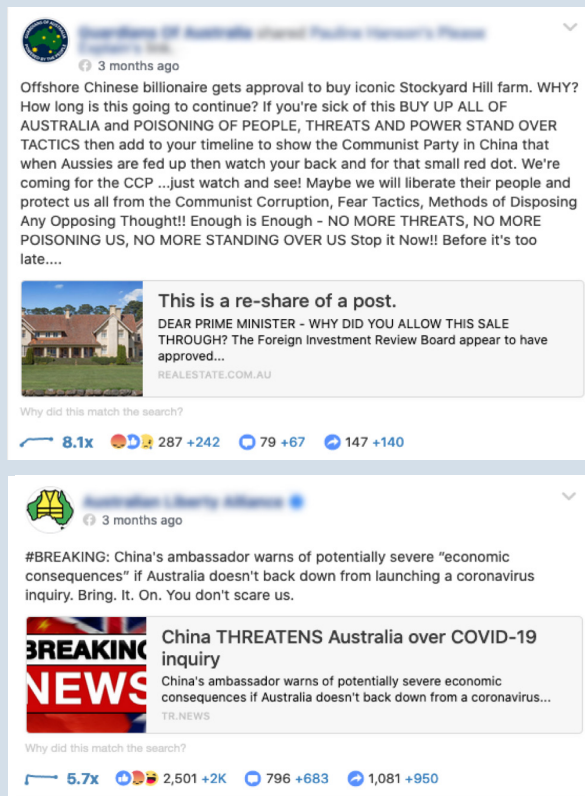 3 months ago
Offshore Chinese billionaire gets approval to buy iconic Stockyard Hill farm. WHY?
How long is this going to continue? If you're sick of this BUY UP ALL OF
AUSTRALIA and POISONING OF PEOPLE, THREATS AND POWER STAND OVER
TACTICS then add to your timeline to show the Communist Party in China that
when Aussies are fed up then watch your back and for that small red dot. We're
coming for the CCP ...just watch and see! Maybe we will liberate their people and
protect us all from the Communist Corruption, Fear Tactics, Methods of Disposing
Any Opposing Thought!! Enough is Enough - NO MORE THREATS, NO MORE
POISONING US, NO MORE STANDING OVER US Stop it Now!! Before it's too
late....
This is a re-share of a post.
DEAR PRIME MINISTER - WHY DID YOU ALLOW THIS SALE
THROUGH? The Foreign Investment Review Board appear to have
approved...
REALESTATE.COM.AU
Why did this match the search?
8.1x 287 +242 79 +67 147 +140
3 months ago
#BREAKING: China's ambassador warns of potentially severe “economic
consequences” if Australia doesn't back down from launching a coronavirus
inquiry. Bring. It. On. You don't scare us.
BREAKING
NEWS
China THREATENS Australia over COVID-19
inquiry
China's ambassador warns of potentially severe economic
consequences if Australia doesn't back down from a coronavirus...
TR.NEWS
Why did this match the search?
5.7x 2,501 +2K 796 +683 1,081 +950